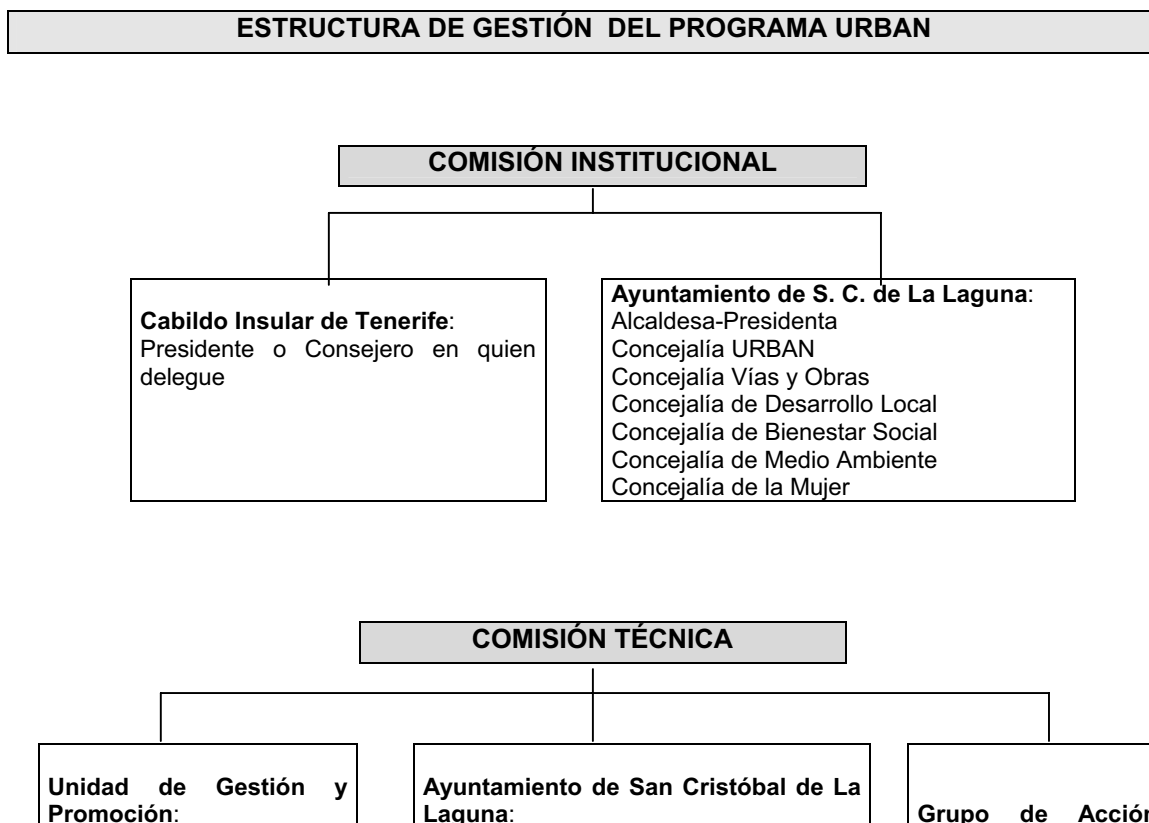 ESTRUCTURA DE GESTIÓN DEL PROGRAMA URBAN
COMISIÓN INSTITUCIONAL
Cabildo Insular de Tenerife:
Presidente o Consejero en quien
delegue
Ayuntamiento de S. C. de La Laguna:
Alcaldesa-Presidenta
Concejalía URBAN
Concejalía Vías y Obras
Concejalía de Desarrollo Local
Concejalía de Bienestar Social
Concejalía de Medio Ambiente
Concejalía de la Mujer
COMISIÓN TÉCNICA
Unidad de Gestión y
Promoción:
Ayuntamiento de San Cristóbal de La
Laguna:
Grupo de Acción